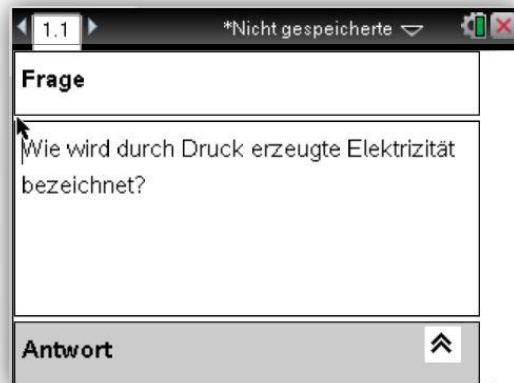 1.1
*Nicht gespeicherte
Frage
Wie wird durch Druck erzeugte Elektrizität
bezeichnet?
Antwort